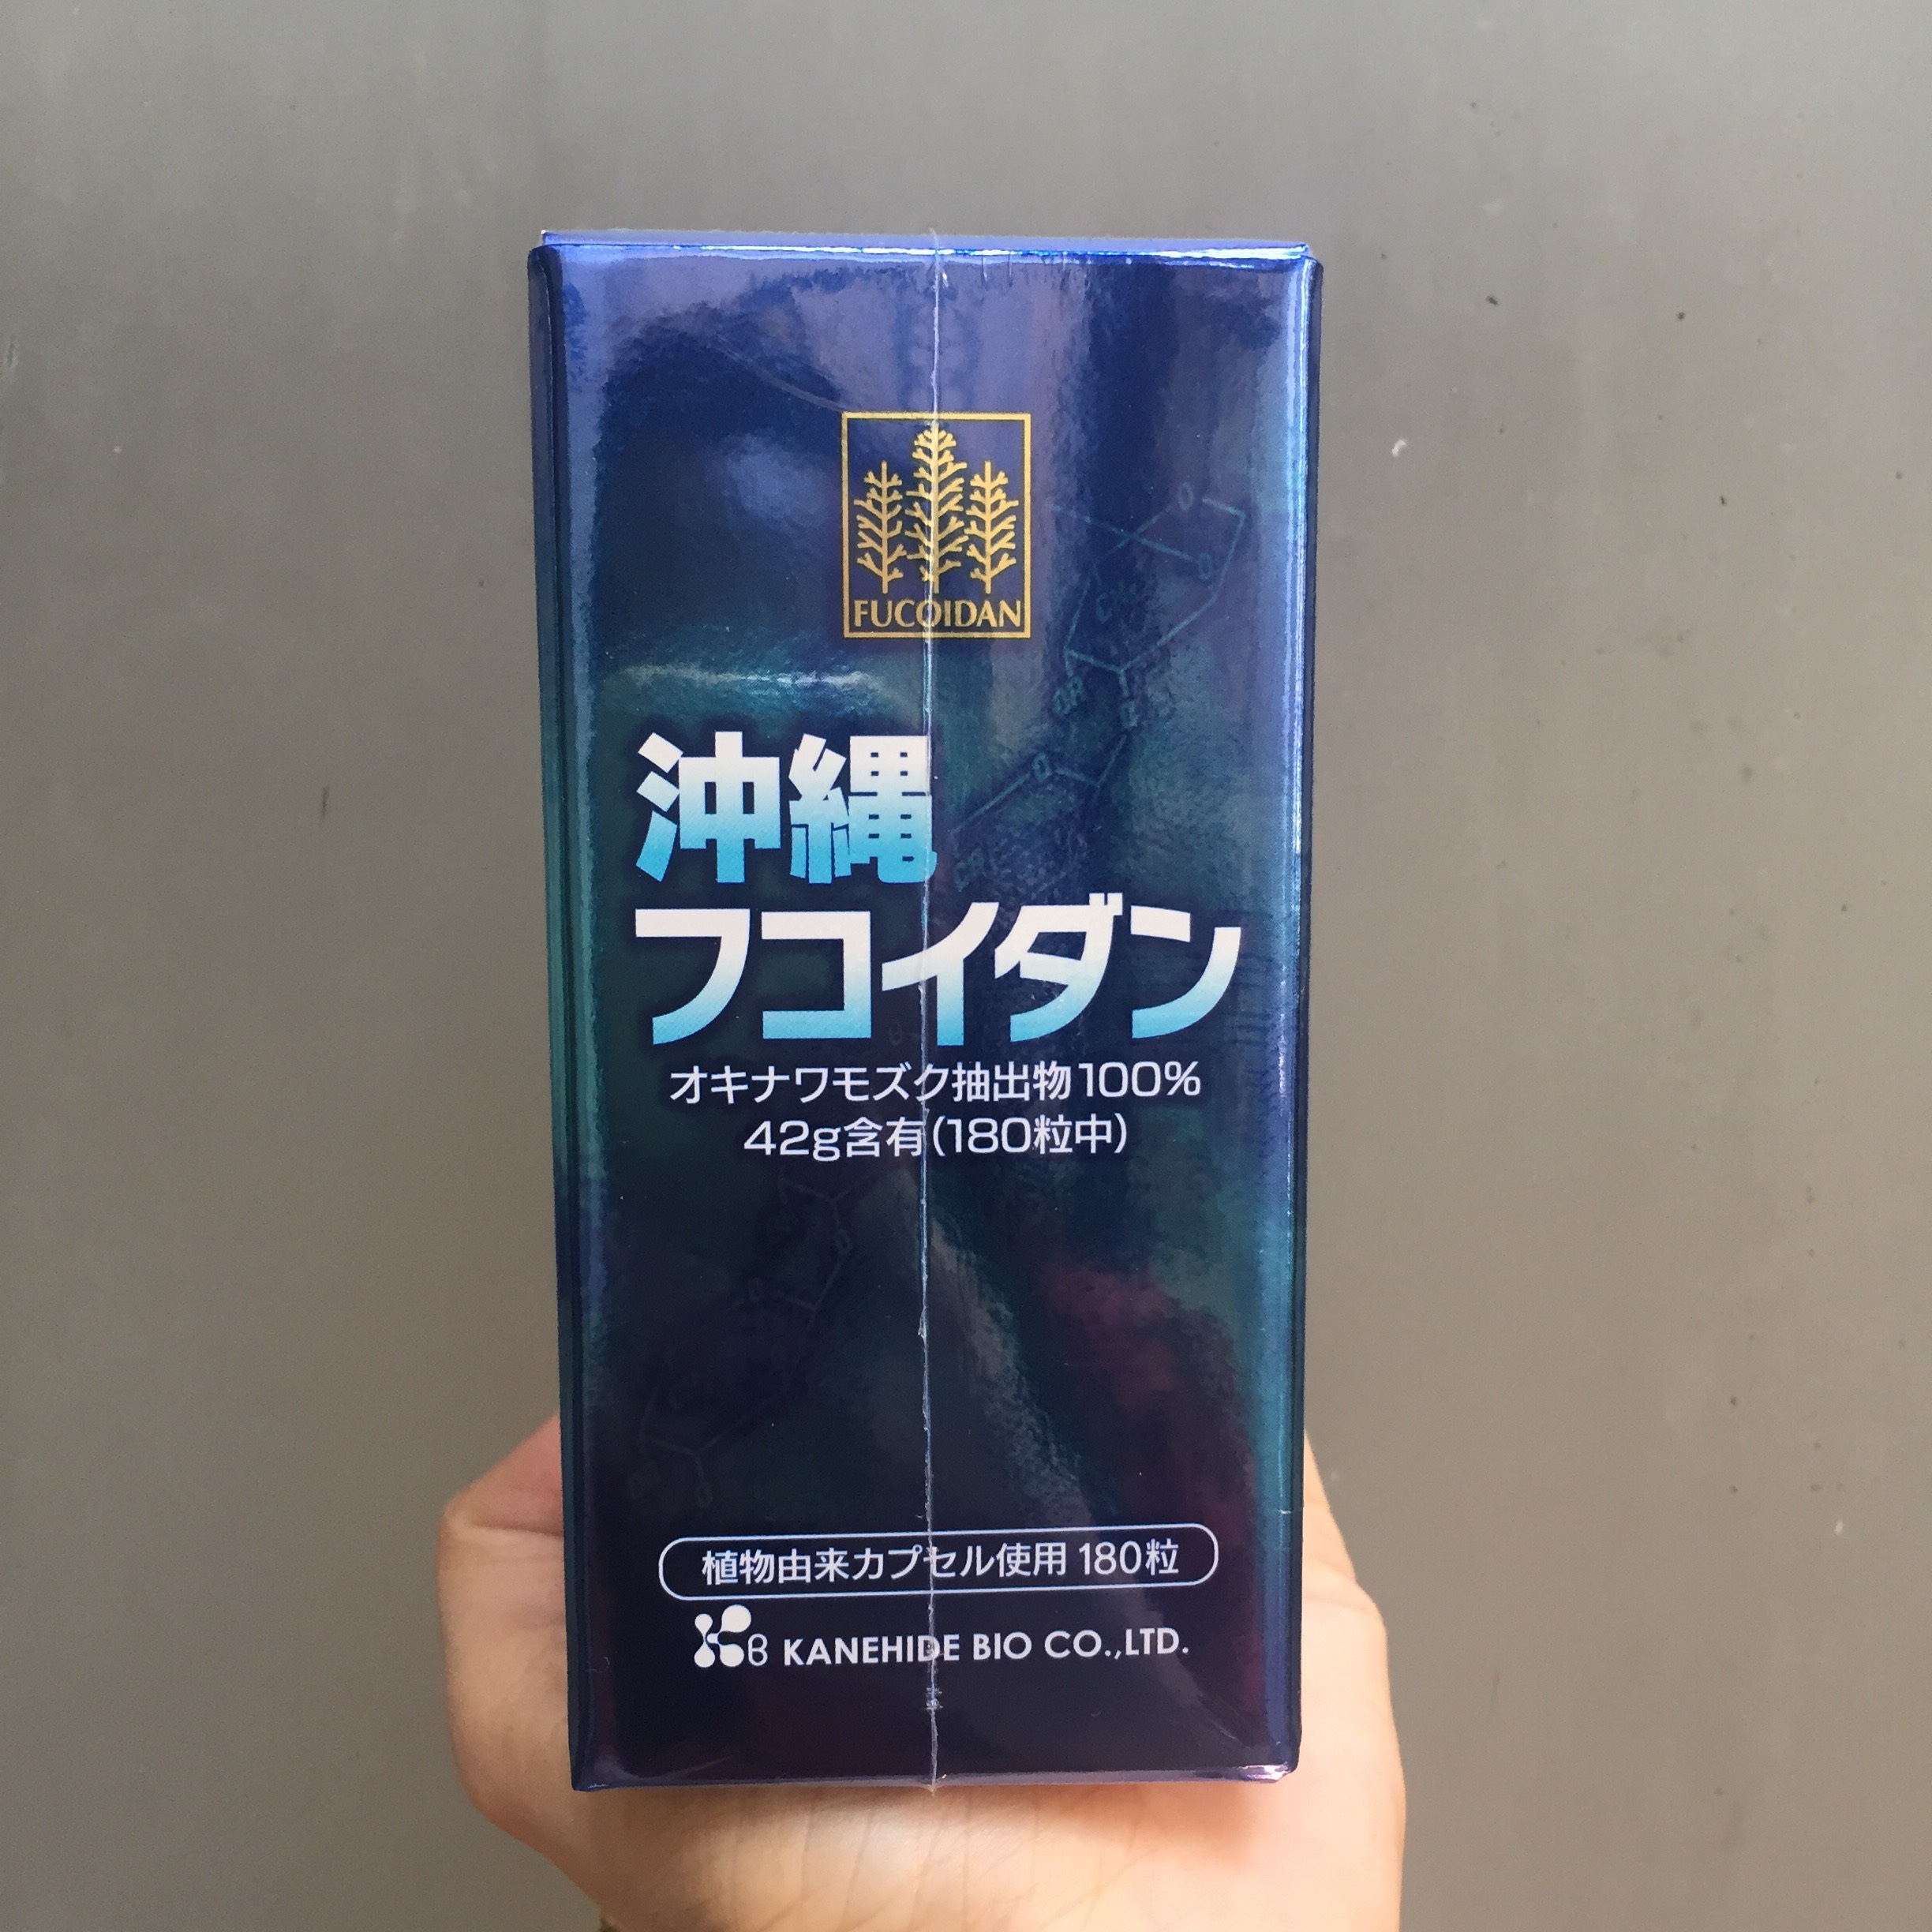 FUCOIDAN
沖縄
フコイダン
オキナワモズク抽出物100%
42g含有(180粒中)
植物由来カプセル使用 180粒
KB KANEHIDE BIO CO.,LTD.